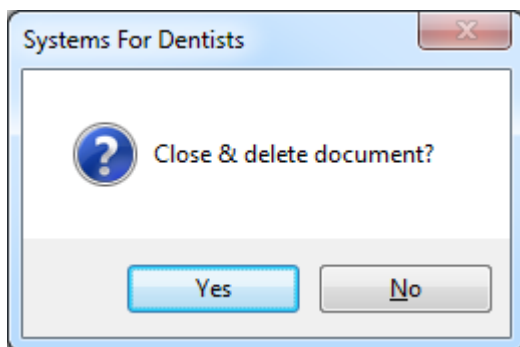 Systems For Dentists
Close & delete document?
Yes
No